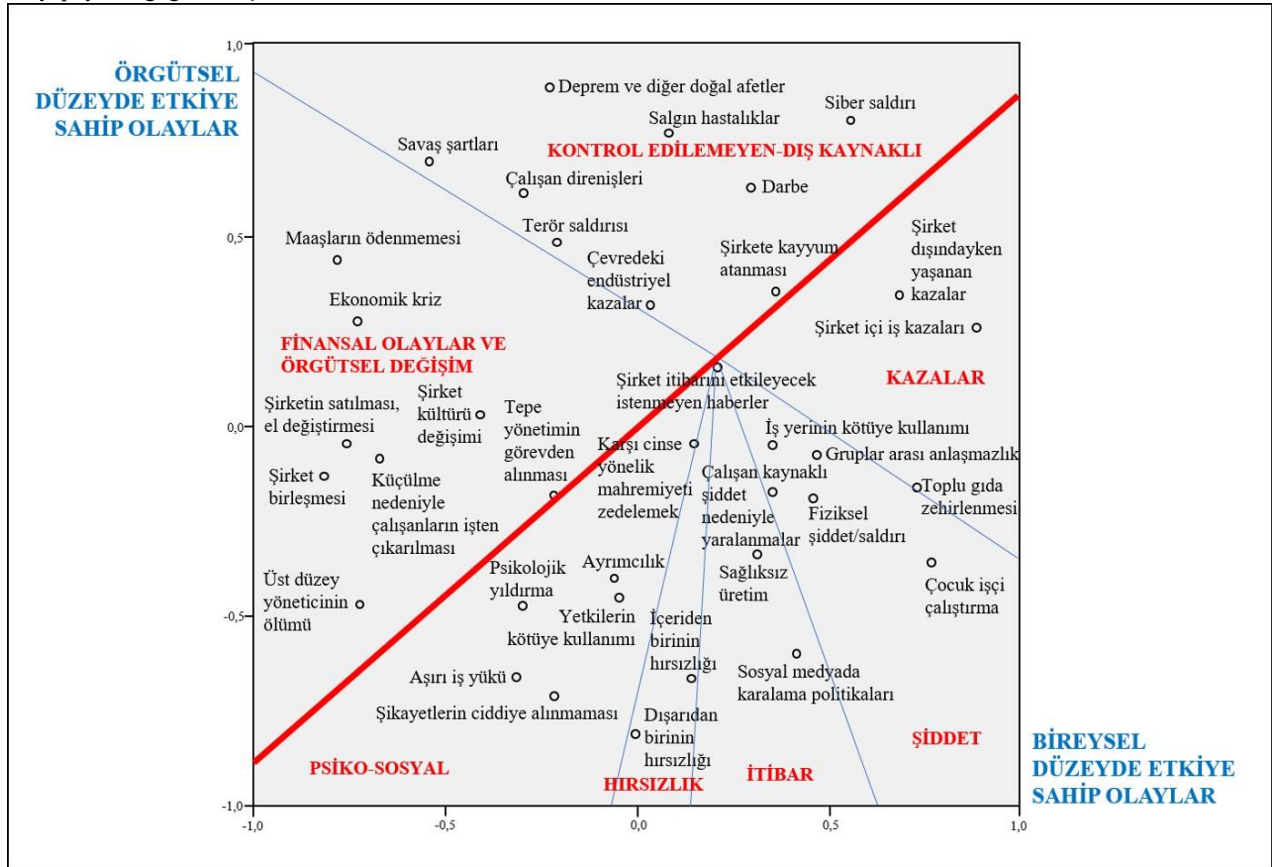 1,0
ÖRGÜTSEL
DÜZEYDE ETKİYE
SAHİP OLAYLAR
Deprem ve diğer doğal afetler
Siber saldırı
Salgın hastalıklar
Savaş şartları
KONTROL EDİLEMEYEN-DIŞ KAYNAKLI
Çalışan direnişleri
Darbe
0,5
Maaşların ödenmemesi
Terör saldırısı
Çevredeki
endüstriyel
kazalar
Şirkete kayyum
atanması
Şirket
dışındayken
yaşanan
kazalar
Ekonomik kriz
Şirket içi iş kazaları
FİNANSAL OLAYLAR VE
ÖRGÜTSEL DEĞİŞİM
KAZALAR
Şirket itibarını etkileyecek
istenmeyen haberler
0,0
Şirketin satılması,
el değiştirmesi
Şirket
kültürü
değişimi
Tepe
yönetimin
görevden
alınması
Karşı cinse
yönelik
mahremiyeti
zedelemek
İş yerinin kötüye kullanımı
Gruplar arası anlaşmazlık
Şirket
birleşmesi
Küçülme
nedeniyle
çalışanların işten
çıkarılması
Çalışan kaynaklı
şiddet
nedeniyle
yaralanmalar
Fiziksel
şiddet/saldırı
Toplu gıda
zehirlenmesi
-0,5
Üst düzey
yöneticinin
ölümü
Psikolojik
yıldırma
Ayrımcılık
Sağlıksız
üretim
Çocuk işçi
çalıştırma
Yetkilerin
kötüye kullanımı
İçeriden
birinin
hırsızlığı
Aşırı iş yükü
Sosyal medyada
karalama politikaları
Şikayetlerin ciddiye alınmaması
Dışarıdan
birinin
hırsızlığı
PSİKO-SOSYAL
HIRSIZLIK
İTİBAR
ŞİDDET
BİREYSEL
DÜZEYDE ETKİYE
SAHİP OLAYLAR
-1,0
-1,0
-0,5
0,0
0,5
1,0